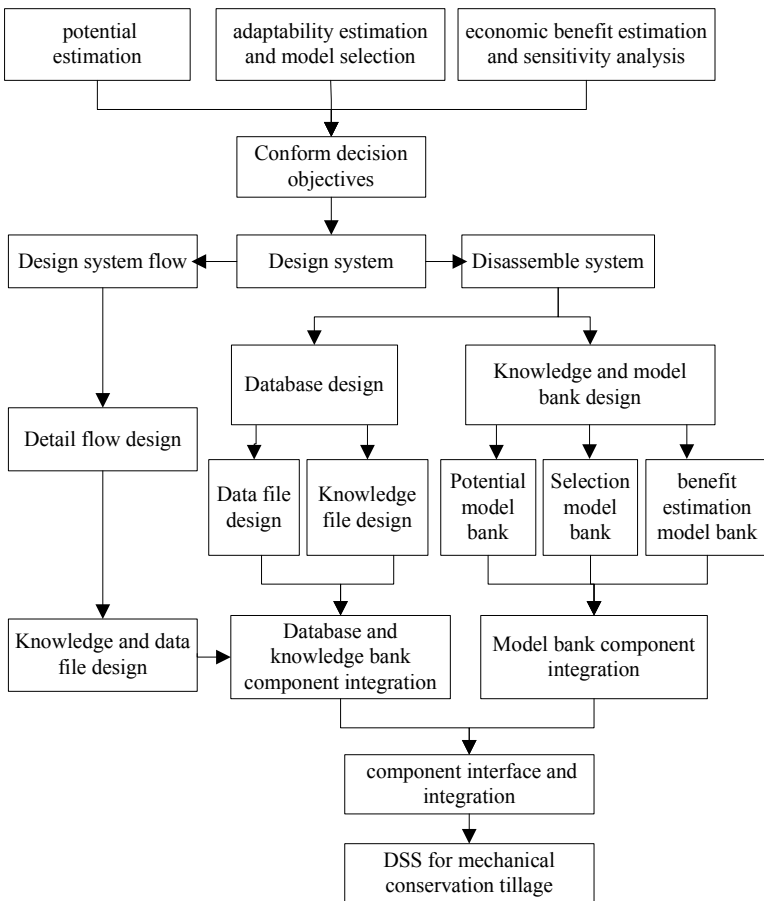 potential
estimation
adaptability estimation
and model selection
economic benefit estimation
and sensitivity analysis
Conform decision
objectives
Design system flow
Design system
Disassemble system
Database design
Knowledge and model
bank design
Detail flow design
Data file
design
Knowledge
file design
Potential
model
bank
Selection
model
bank
benefit
estimation
model bank
Knowledge and data
file design
Database and
knowledge bank
component integration
Model bank component
integration
component interface and
integration
DSS for mechanical
conservation tillage